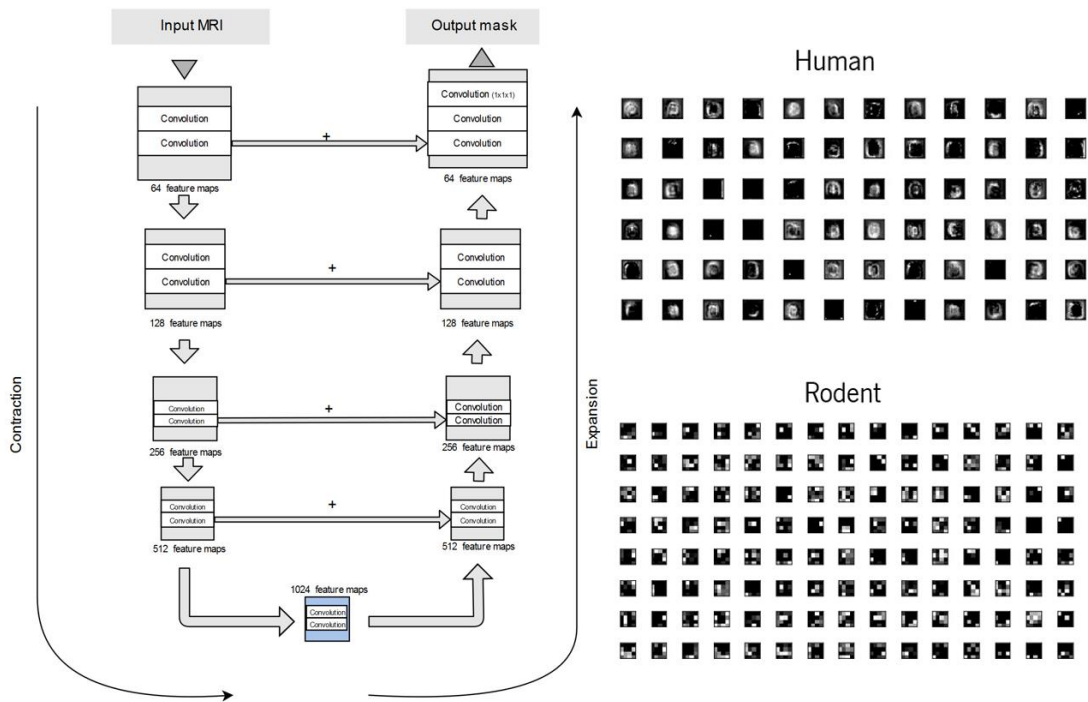 Input MRI
Output mask
Convolution
Convolution
64 feature maps
+
Convolution (1x1x1)
Convolution
Convolution
64 feature maps
Convolution
Convolution
128 feature maps
+
Convolution
Convolution
128 feature maps
Convolution
Convolution
256 feature maps
+
Convolution
Convolution
256 feature maps
Convolution
Convolution
512 feature maps
+
Convolution
Convolution
512 feature maps
1024 feature maps
Convolution
Convolution
Contraction
Expansion
Human
Rodent